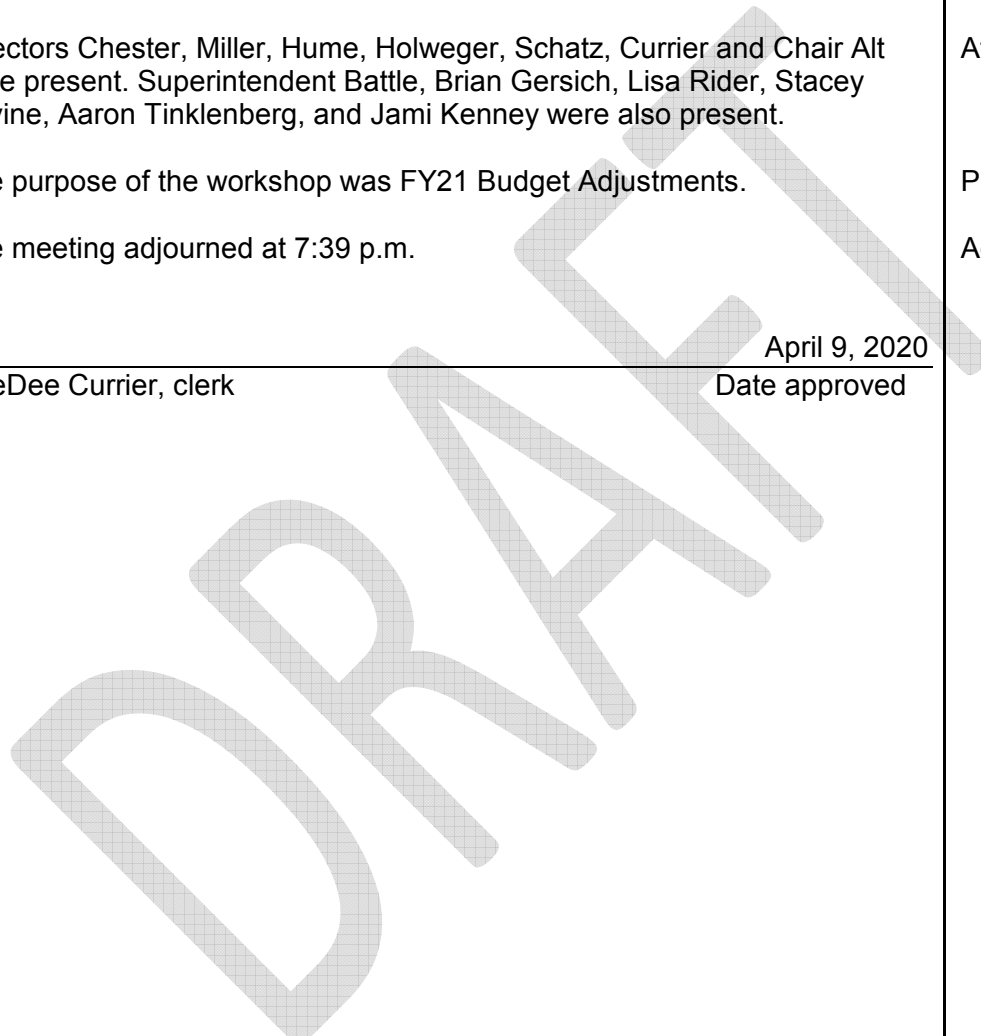 ectors Chester, Miller, Hume, Holweger, Schatz, Currier and Chair Alt
e present. Superintendent Battle, Brian Gersich, Lisa Rider, Stacey
vine, Aaron Tinklenberg, and Jami Kenney were also present.
e purpose of the workshop was FY21 Budget Adjustments.
P
e meeting adjourned at 7:39 p.m.
A
April 9, 2020
eDee Currier, clerk Date approved
DRAFT